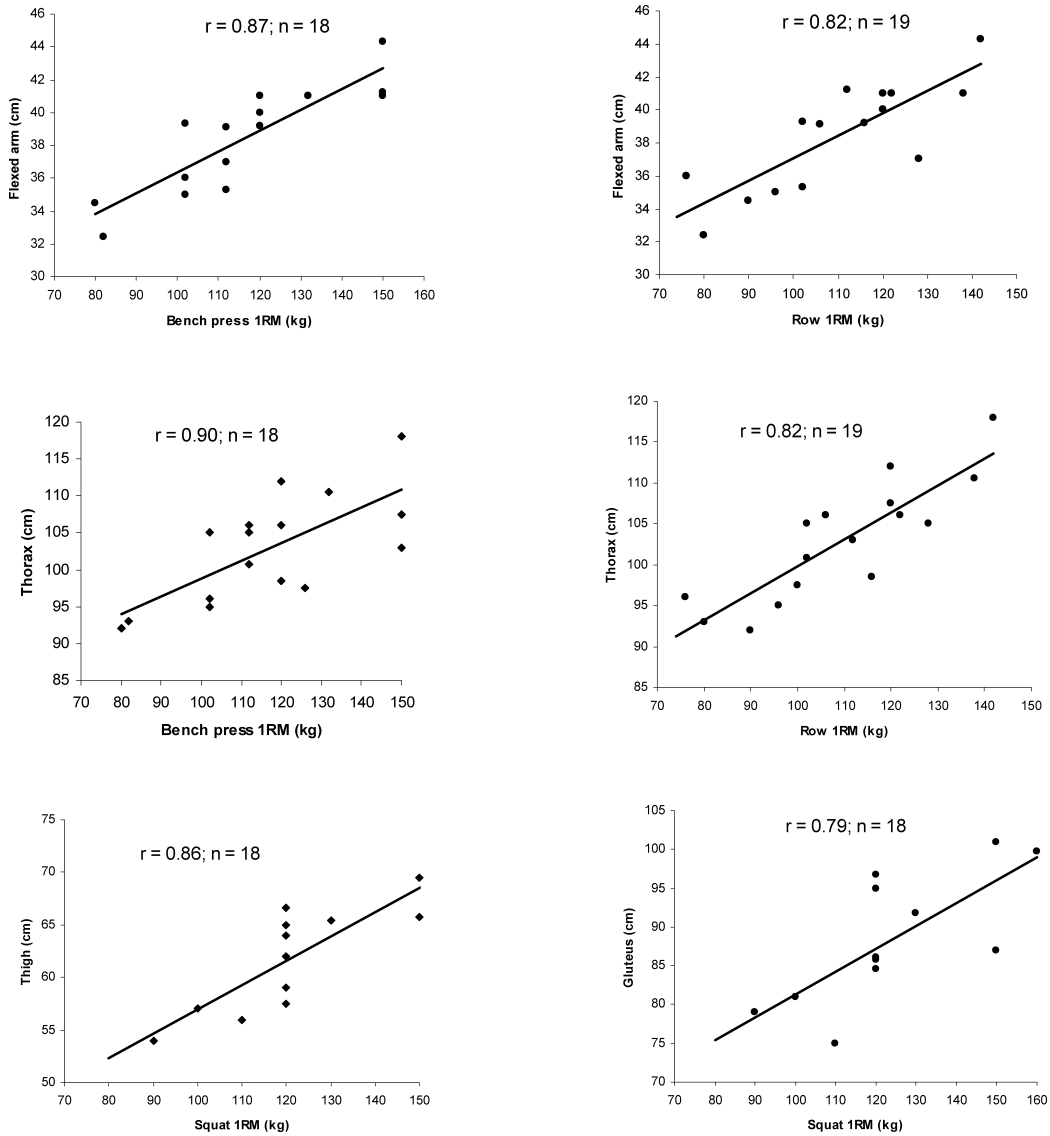 r = 0.87; n = 18
46
44
42
40
38
36
34
32
30
Flexed arm (cm)
70 80 90 100 110 120 130 140 150 160
Bench press 1RM (kg)
r = 0.82; n = 19
46
44
42
40
38
36
34
32
30
Flexed arm (cm)
70 80 90 100 110 120 130 140 150
Row 1RM (kg)
r = 0.90; n = 18
120
115
110
105
100
95
90
85
Thorax (cm)
70 80 90 100 110 120 130 140 150
Bench press 1RM (kg)
r = 0.82; n = 19
120
115
110
105
100
95
90
85
Thorax (cm)
70 80 90 100 110 120 130 140 150
Row 1RM (kg)
r = 0.86; n = 18
75
70
65
60
55
50
Thigh (cm)
70 80 90 100 110 120 130 140 150
Squat 1RM (kg)
r = 0.79; n = 18
105
100
95
90
85
80
75
70
Gluteus (cm)
70 80 90 100 110 120 130 140 150 160
Squat 1RM (kg)